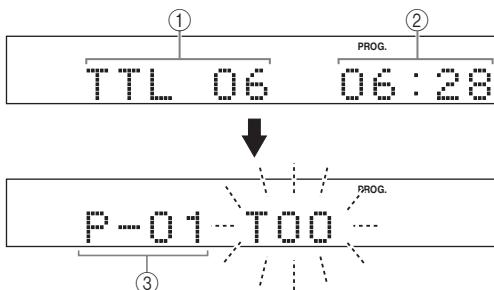 ① ②
PROG.
TTL 06 06:28
PROG.
P-01 T00
③